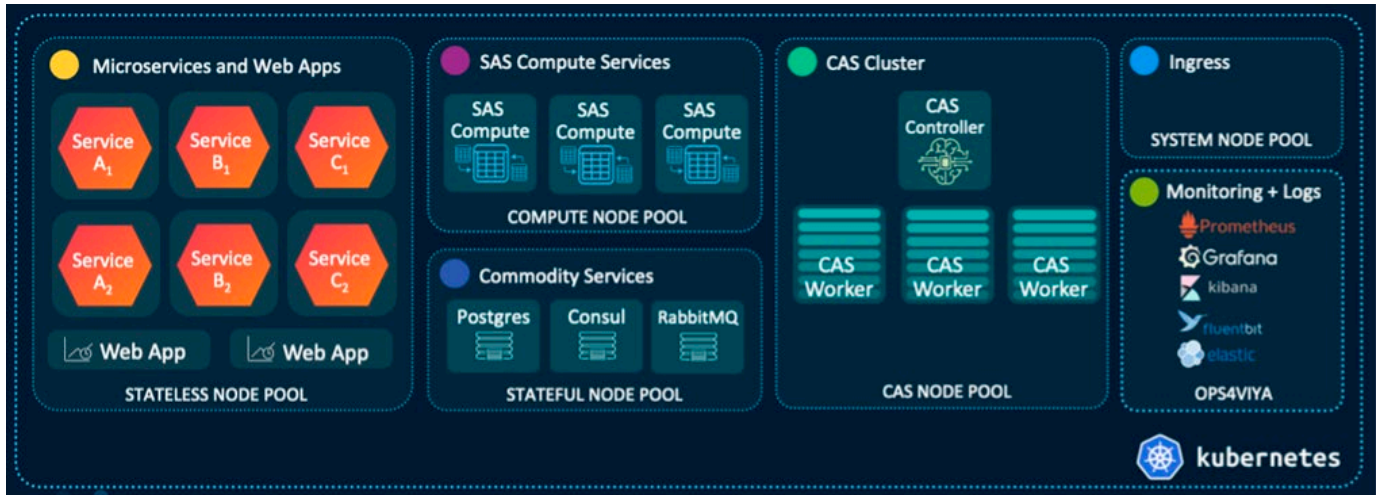 Microservices and Web Apps
Service
A1
Service
B1
Service
C1
Service
A2
Service
B2
Service
C2
Web App
Web App
STATELESS NODE POOL
SAS Compute Services
SAS
Compute
SAS
Compute
SAS
Compute
COMPUTE NODE POOL
Commodity Services
Postgres
Consul
RabbitMQ
STATEFUL NODE POOL
CAS Cluster
CAS
Controller
CAS
Worker
CAS
Worker
CAS
Worker
CAS NODE POOL
Ingress
SYSTEM NODE POOL
Monitoring + Logs
Prometheus
Grafana
kibana
fluentbit
elastic
OPS4VIYA
kubernetes